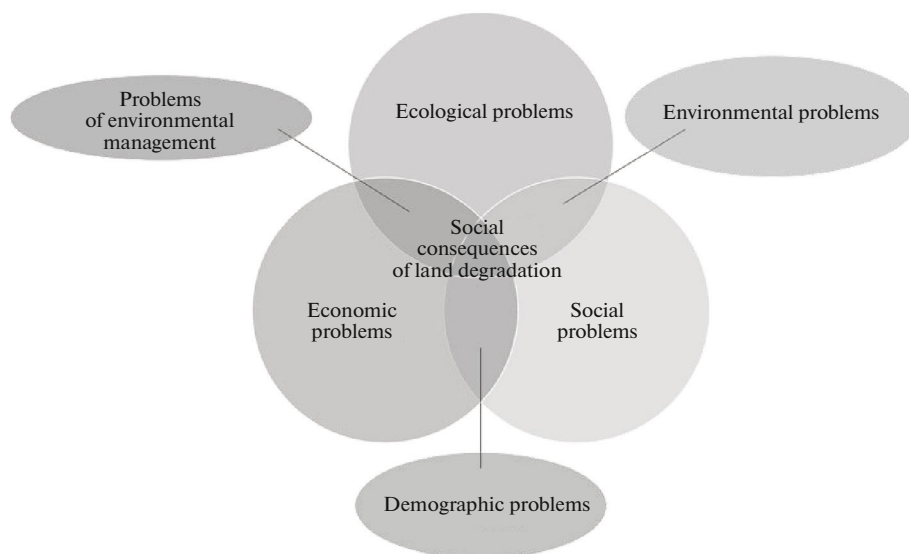 Problems
of environmental
management
Ecological problems
Environmental problems
Social
consequences
of land degradation
Economic
problems
Social
problems
Demographic problems